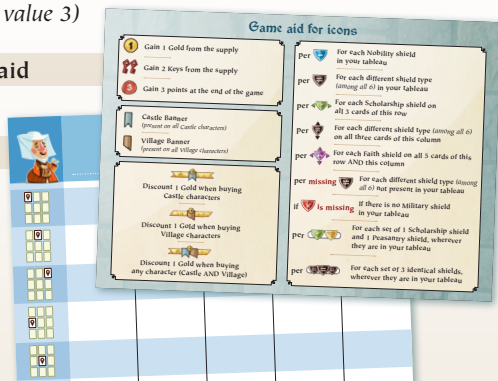 value 3)
aid
Game aid for icons
1 Gain 1 Gold from the supply
Gain 2 Keys from the supply
3 Gain 3 points at the end of the game
Castle Banner
(present on all Castle characters)
Village Banner
(present on all Village characters)
Discount 1 Gold when buying
Castle characters
Discount 1 Gold when buying
Village characters
Discount 1 Gold when buying
any character (Castle AND Village)
per For each Nobility shield
in your tableau
per For each different shield type
(among all 6) in your tableau
per For each Scholarship shield on
all 3 cards of this row
per For each different shield type (among all 6)
on all three cards of this column
per For each Faith shield on all 5 cards of this
row AND this column
per missing For each different shield type (among
all 6) not present in your tableau
if is missing If there is no Military shield
in your tableau
per For each set of 1 Scholarship shield
and 1 Peasantry shield, wherever
they are in your tableau
per For each set of 3 identical shields,
wherever they are in your tableau